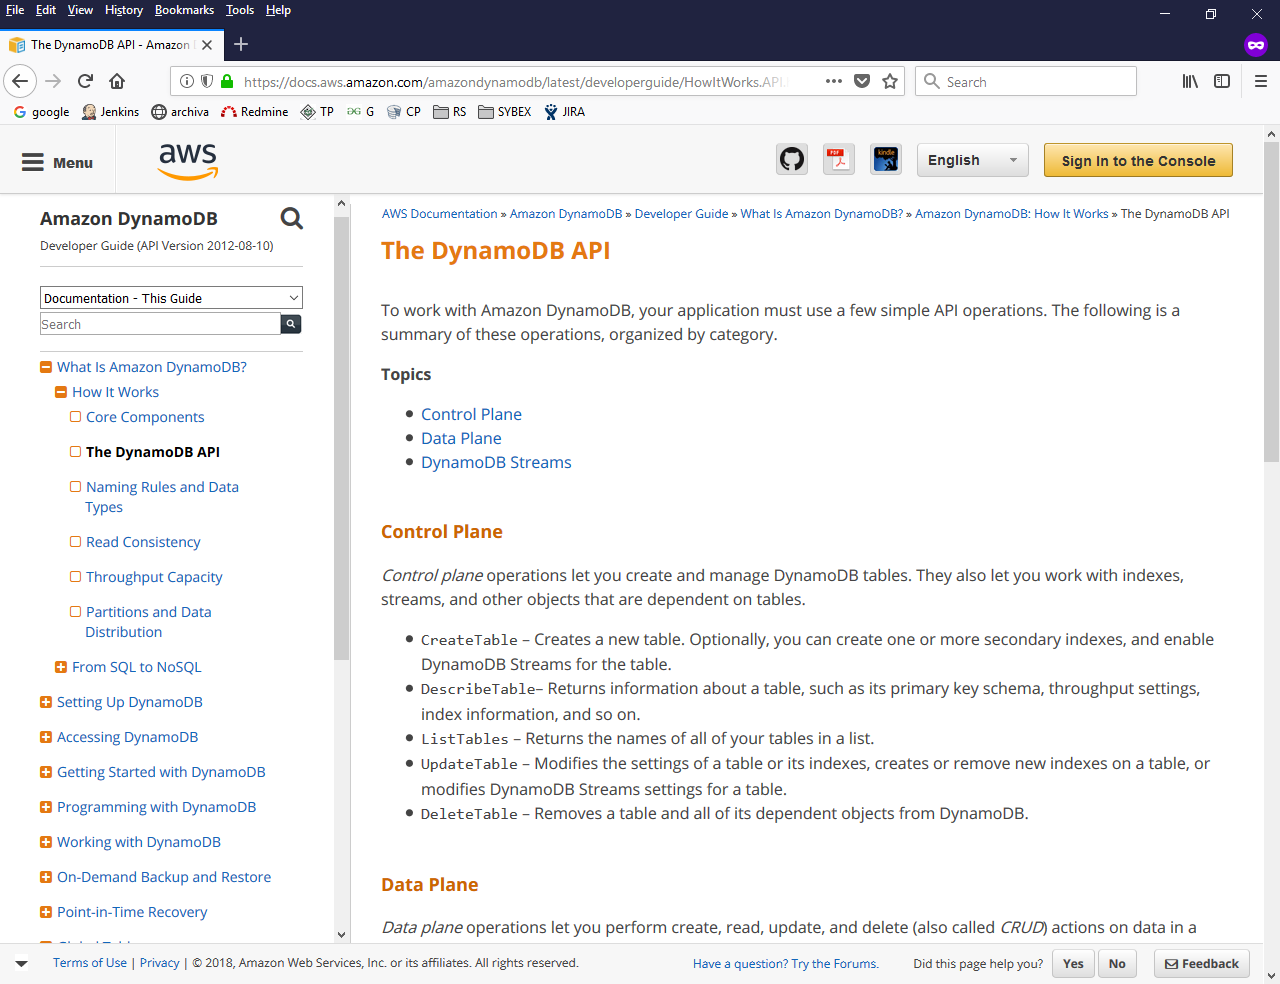 File Edit View History Bookmarks Tools Help
The DynamoDB API - Amazon
https://docs.aws.amazon.com/amazondynamodb/latest/developerguide/HowItWorks.API
Search
google Jenkins archiva Redmine TP G CP RS SYBEX JIRA
Menu
aws
PDF
kindle
English
Sign In to the Console
Amazon DynamoDB
Developer Guide (API Version 2012-08-10)
Documentation - This Guide
Search
What Is Amazon DynamoDB?
How It Works
Core Components
The DynamoDB API
Naming Rules and Data
Types
Read Consistency
Throughput Capacity
Partitions and Data
Distribution
From SQL to NoSQL
Setting Up DynamoDB
Accessing DynamoDB
Getting Started with DynamoDB
Programming with DynamoDB
Working with DynamoDB
On-Demand Backup and Restore
Point-in-Time Recovery
AWS Documentation » Amazon DynamoDB » Developer Guide » What Is Amazon DynamoDB? » Amazon DynamoDB: How It Works » The DynamoDB API
The DynamoDB API
To work with Amazon DynamoDB, your application must use a few simple API operations. The following is a
summary of these operations, organized by category.
Topics
• Control Plane
• Data Plane
• DynamoDB Streams
Control Plane
Control plane operations let you create and manage DynamoDB tables. They also let you work with indexes,
streams, and other objects that are dependent on tables.
• CreateTable – Creates a new table. Optionally, you can create one or more secondary indexes, and enable
DynamoDB Streams for the table.
• DescribeTable– Returns information about a table, such as its primary key schema, throughput settings,
index information, and so on.
• ListTables – Returns the names of all of your tables in a list.
• UpdateTable – Modifies the settings of a table or its indexes, creates or remove new indexes on a table, or
modifies DynamoDB Streams settings for a table.
• DeleteTable – Removes a table and all of its dependent objects from DynamoDB.
Data Plane
Data plane operations let you perform create, read, update, and delete (also called CRUD) actions on data in a
Terms of Use | Privacy | © 2018, Amazon Web Services, Inc. or its affiliates. All rights reserved.
Have a question? Try the Forums.
Did this page help you? Yes No Feedback